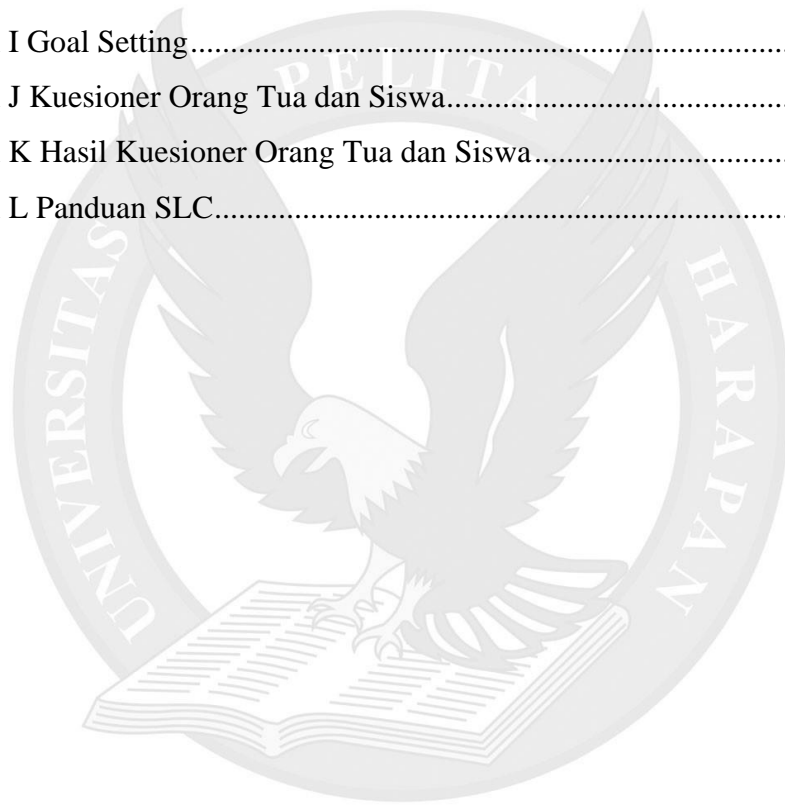 I Goal Setting......................................................................
J Kuesioner Orang Tua dan Siswa......................................
K Hasil Kuesioner Orang Tua dan Siswa...........................
L Panduan SLC...................................................................
UNIVERSITAS PELITA HARAPAN